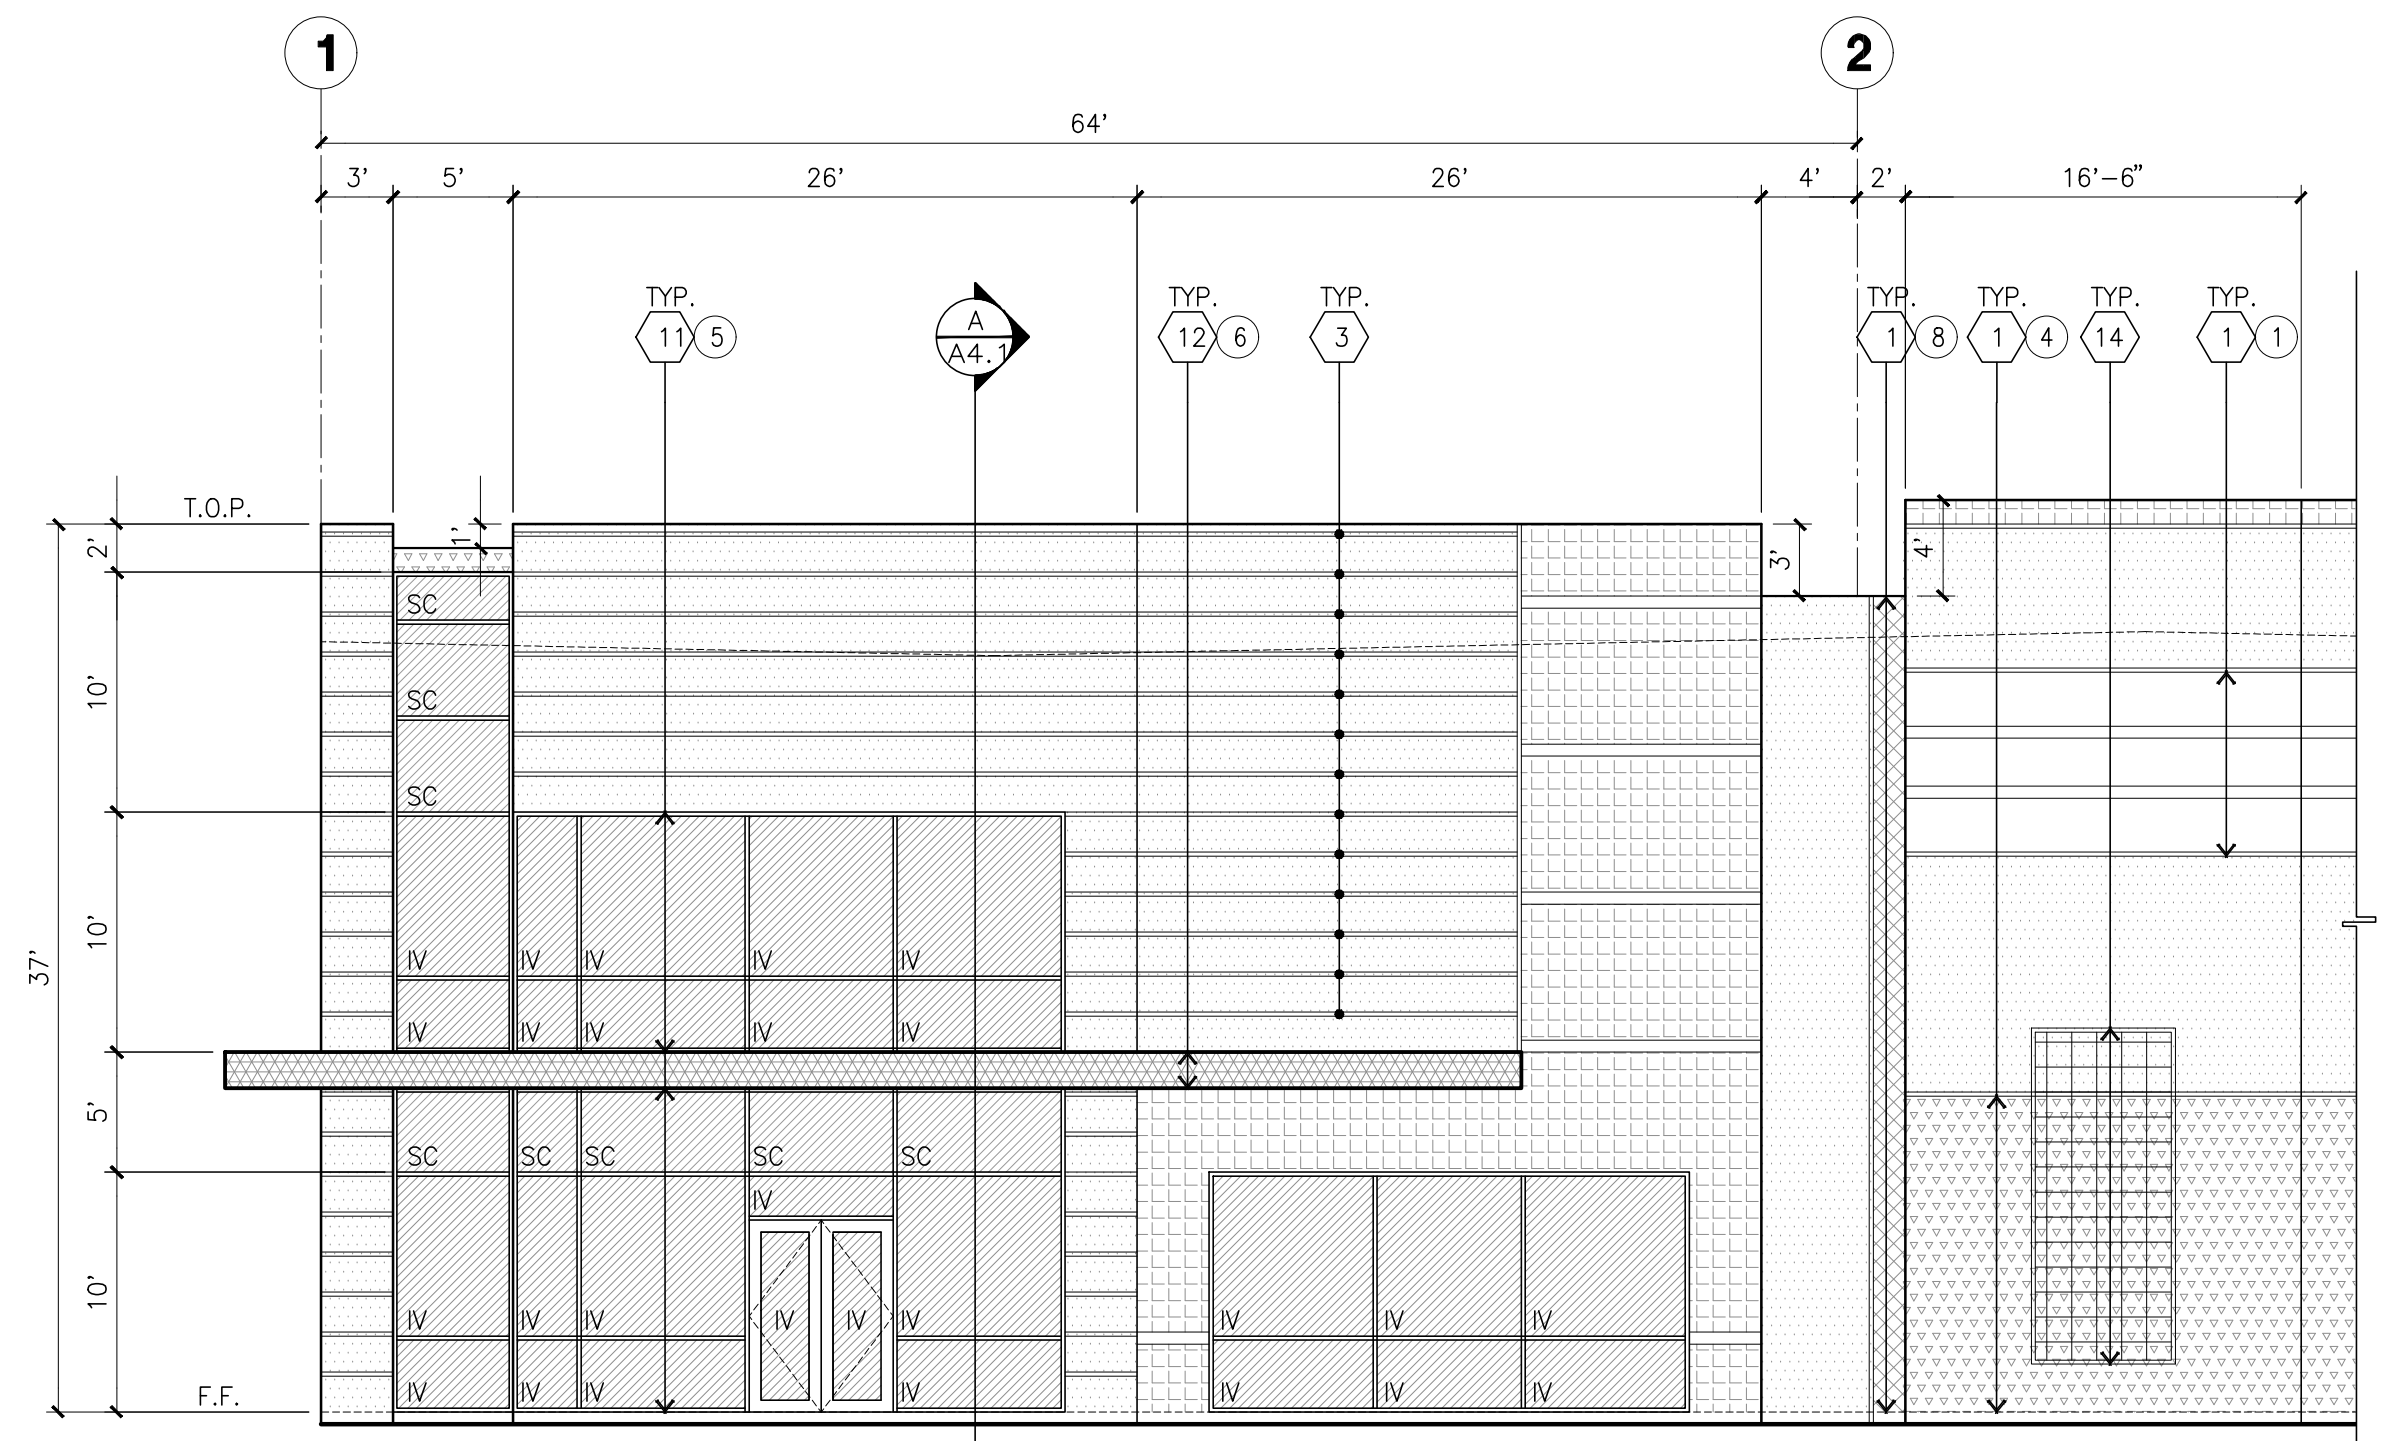 1 2
64'
3' 5' 26' 26' 4' 2' 16'-6"
TYP. TYP. TYP. TYP. TYP. TYP. TYP.
11 5 A 12 6 3 1 8 1 4 14 1 1
A4.1
T.O.P.
2' 1' 3' 4'
SC
10' SC
SC
10'
37'
IV IV IV IV IV
IV IV IV IV IV
5'
SC SC SC SC SC
IV
10'
IV IV IV IV IV IV IV IV IV IV
IV IV IV IV IV IV IV
F.F.